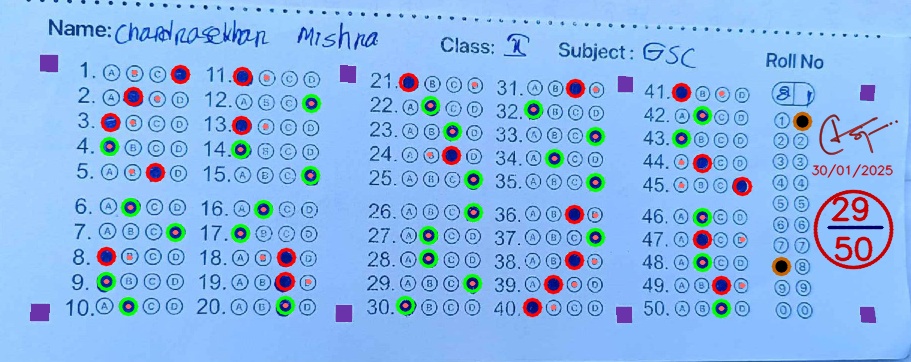 Name: Chandrasekhar Mishra
Class: X Subject: GSC
Roll No
81
30/01/2025
29
50
1. A B C D
2. A B C D
3. A B C D
4. A B C D
5. A B C D
6. A B C D
7. A B C D
8. A B C D
9. A B C D
10. A B C D
11. A B C D
12. A B C D
13. A B C D
14. A B C D
15. A B C D
16. A B C D
17. A B C D
18. A B C D
19. A B C D
20. A B C D
21. A B C D
22. A B C D
23. A B C D
24. A B C D
25. A B C D
26. A B C D
27. A B C D
28. A B C D
29. A B C D
30. A B C D
31. A B C D
32. A B C D
33. A B C D
34. A B C D
35. A B C D
36. A B C D
37. A B C D
38. A B C D
39. A B C D
40. A B C D
41. A B C D
42. A B C D
43. A B C D
44. A B C D
45. A B C D
46. A B C D
47. A B C D
48. A B C D
49. A B C D
50. A B C D
1 1
2 2
3 3
4 4
5 5
6 6
7 7
8 8
9 9
0 0